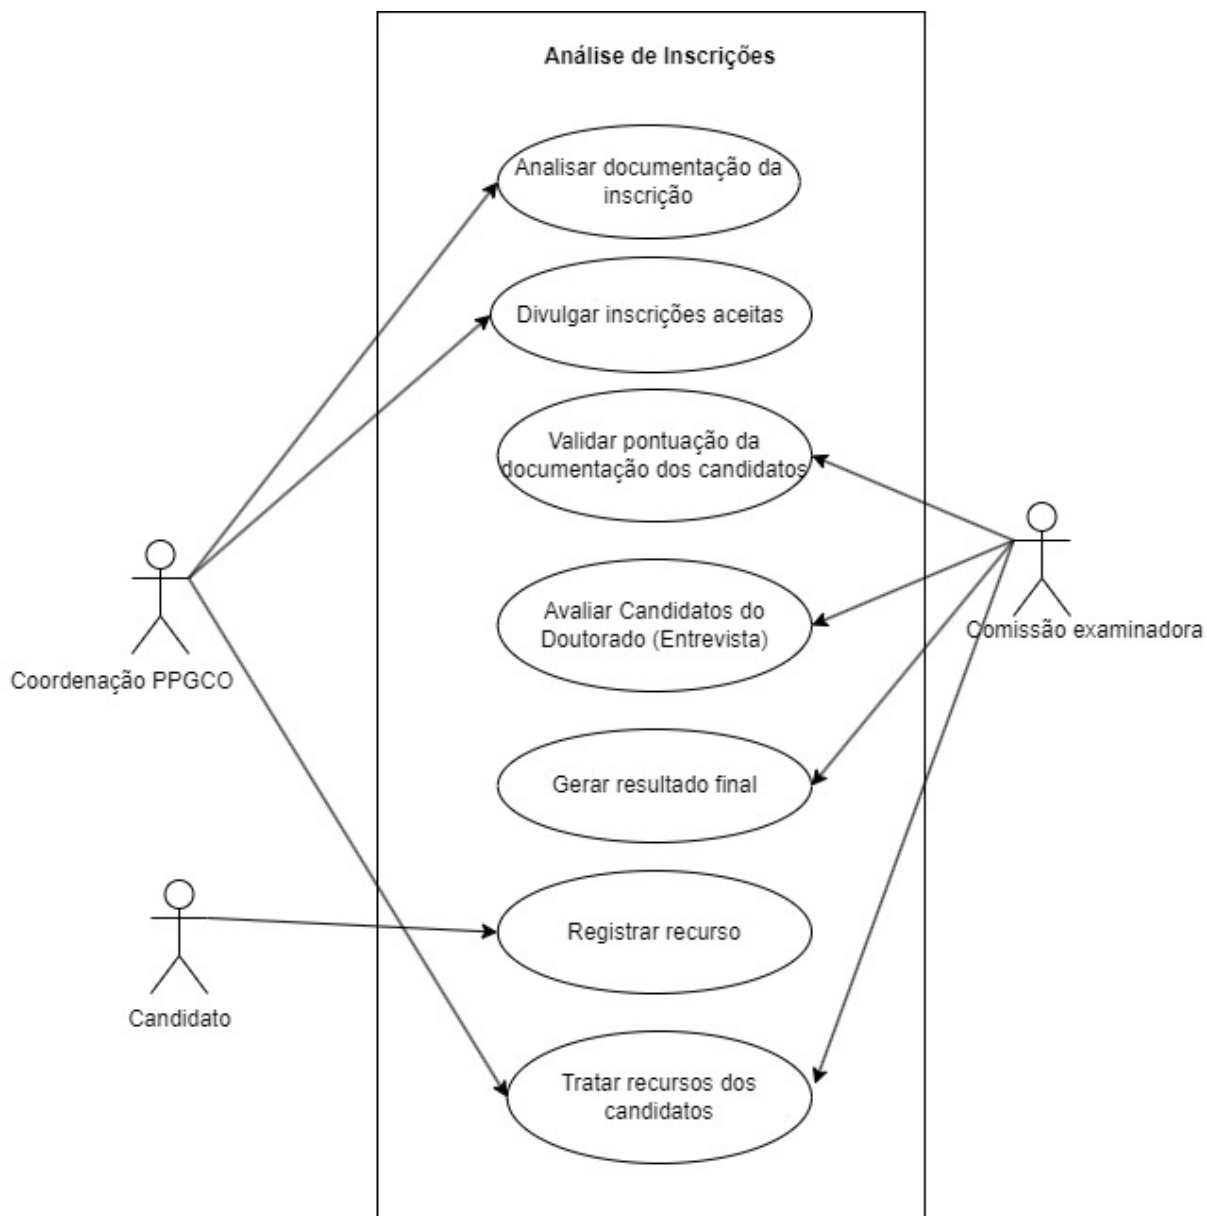 Análise de Inscrições
Analisar documentação da
inscrição
Divulgar inscrições aceitas
Validar pontuação da
documentação dos candidatos
Avaliar Candidatos do
Doutorado (Entrevista)
Comissão examinadora
Coordenação PPGCO
Gerar resultado final
Registrar recurso
Candidato
Tratar recursos dos
candidatos